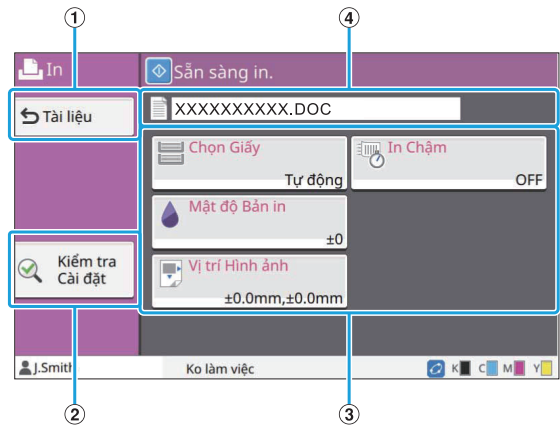 1
4
In
Sẵn sàng in.
Tài liệu
XXXXXXXXXX.DOC
Chọn Giấy
Tự động
In Chậm
OFF
Mật độ Bản in
±0
Kiểm tra
Cài đặt
Vị trí Hình ảnh
±0.0mm,±0.0mm
J.Smith
Ko làm việc
K C M Y
2
3